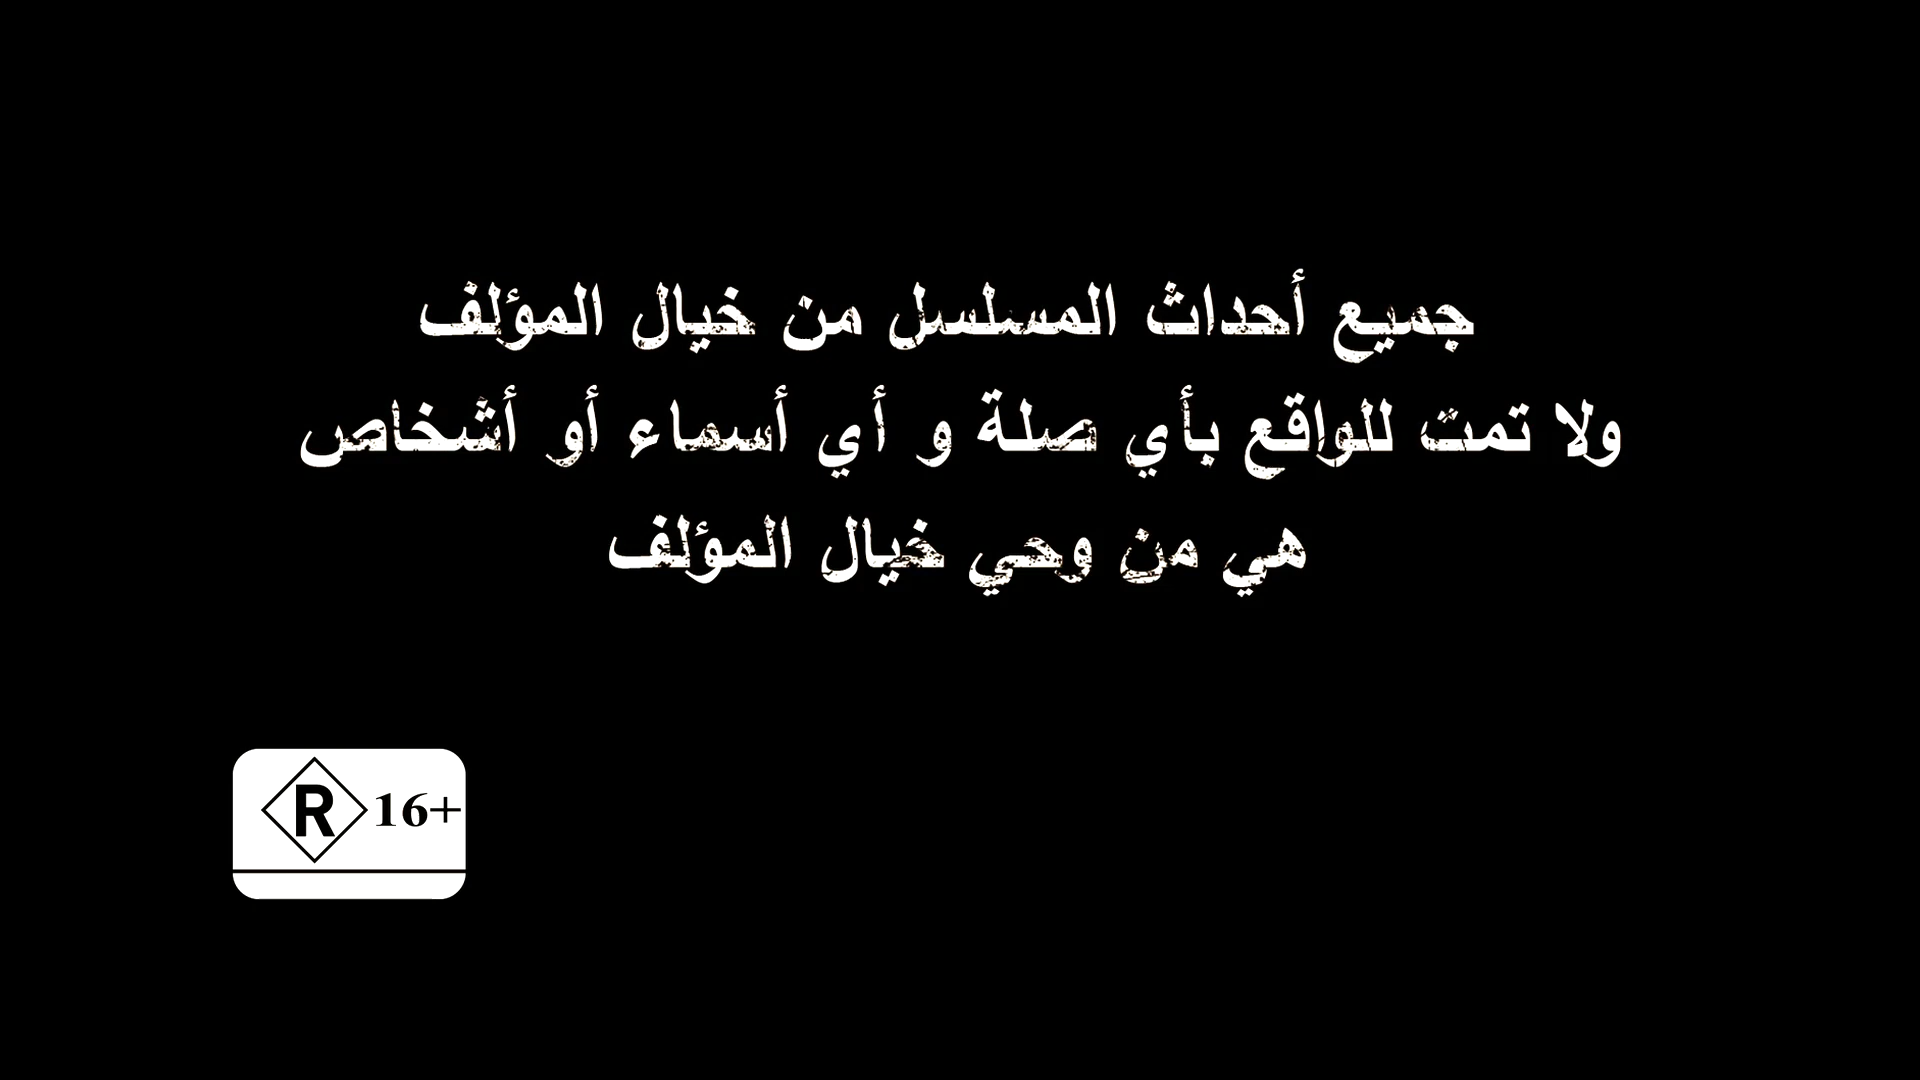 جميع أحداث المسلسل من خيال المؤلف
ولا تمت للواقع بأي صلة و أي أسماء أو أشخاص
هي من وحي خيال المؤلف
R 16+